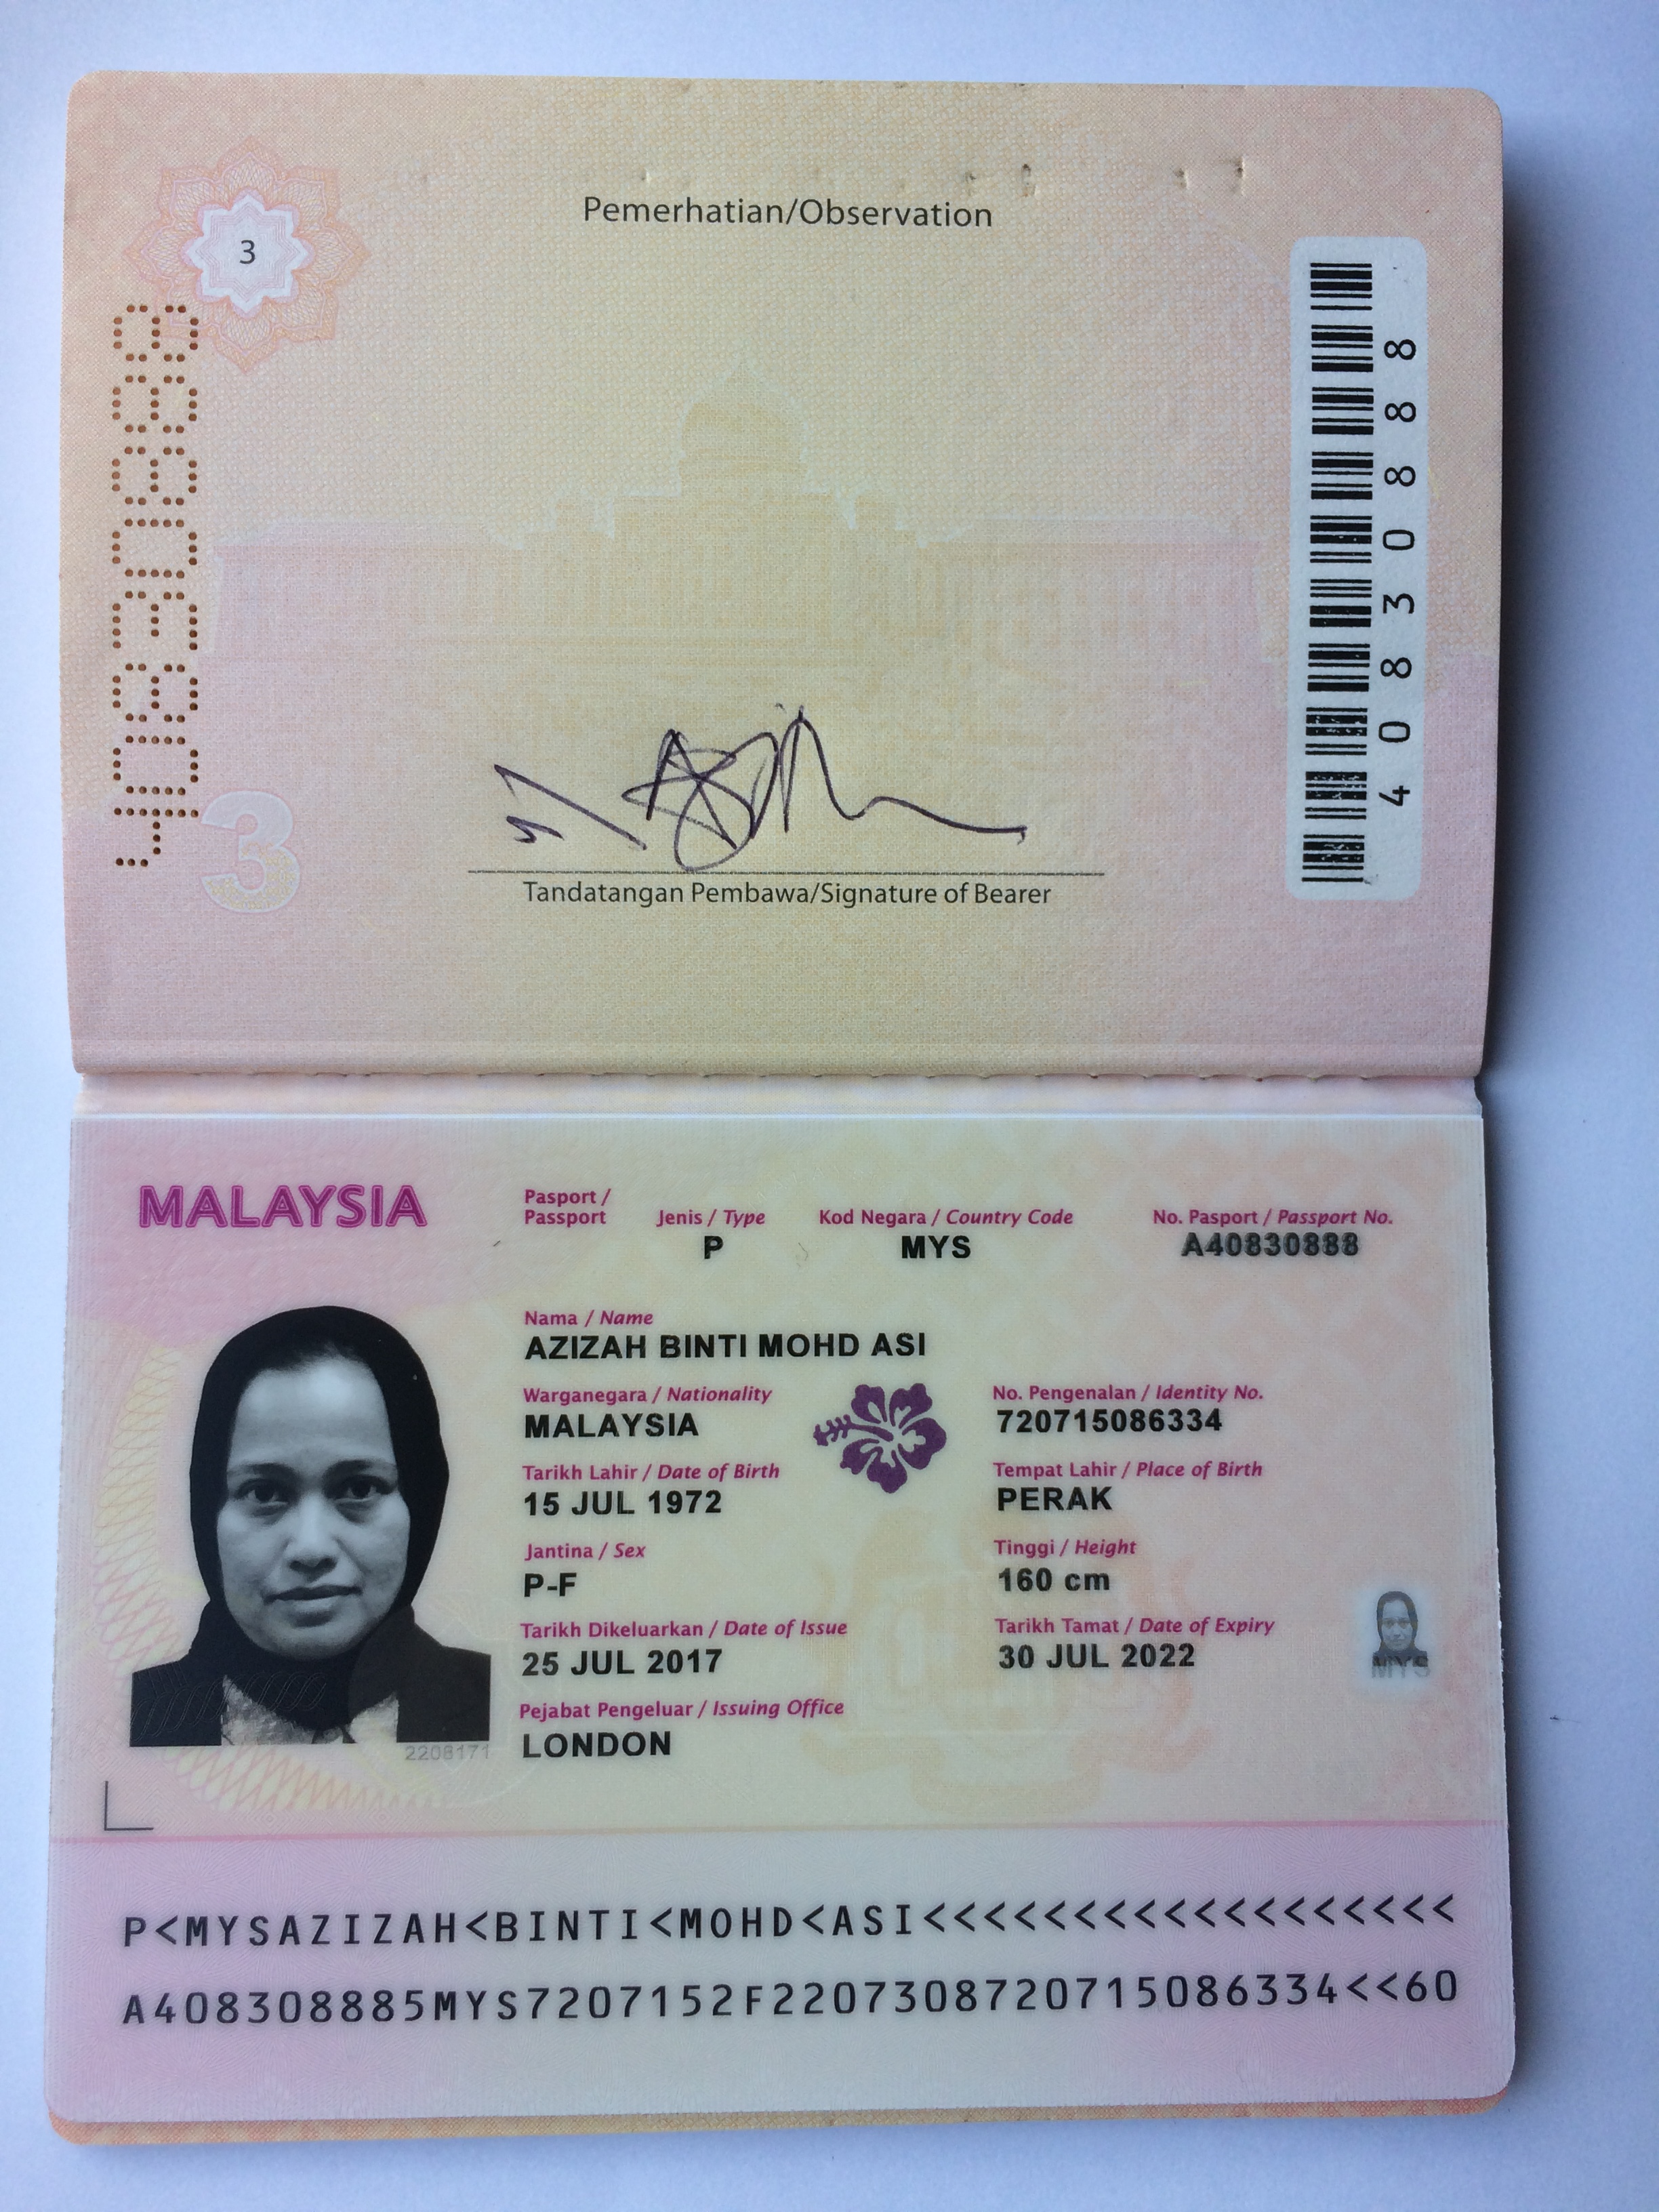 Pemerhatian/Observation
3
40830888
3
40830888
Tandatangan Pembawa/Signature of Bearer
MALAYSIA
Pasport /
Passport
Jenis / Type
P
Kod Negara / Country Code
MYS
No. Pasport / Passport No.
A40830888
Nama / Name
AZIZAH BINTI MOHD ASI
Warganegara / Nationality
MALAYSIA
No. Pengenalan / Identity No.
720715086334
Tarikh Lahir / Date of Birth
15 JUL 1972
Tempat Lahir / Place of Birth
PERAK
Jantina / Sex
P-F
Tinggi / Height
160 cm
Tarikh Dikeluarkan / Date of Issue
25 JUL 2017
Tarikh Tamat / Date of Expiry
30 JUL 2022
MYS
Pejabat Pengeluar / Issuing Office
LONDON
2208171
P<MYSAZIZAH<BINTI<MOHD<ASI<<<<<<<<<<<<<<<<<<
A408308885MYS7207152F2207308720715086334<<60